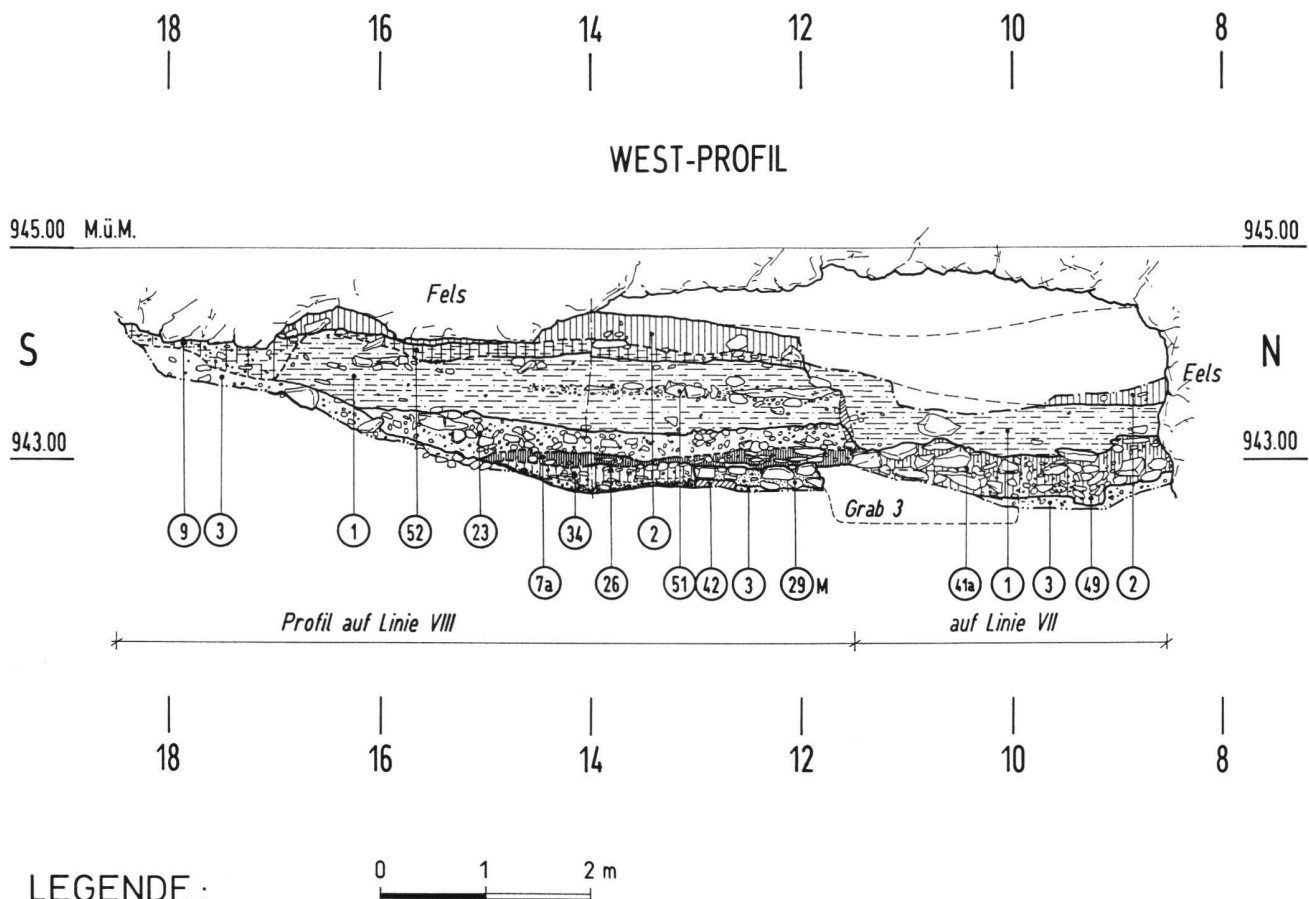 18 16 14 12 10 8
WEST-PROFIL
945.00 M.ü.M. 945.00
Fels
S N
Eels
943.00 943.00
Grab 3
9 3 1 52 23 34 2
7a 26 51 42 3 29 M 41a 1 3 49 2
Profil auf Linie VIII auf Linie VII
18 16 14 12 10 8
0 1 2 m
LEGENDE: